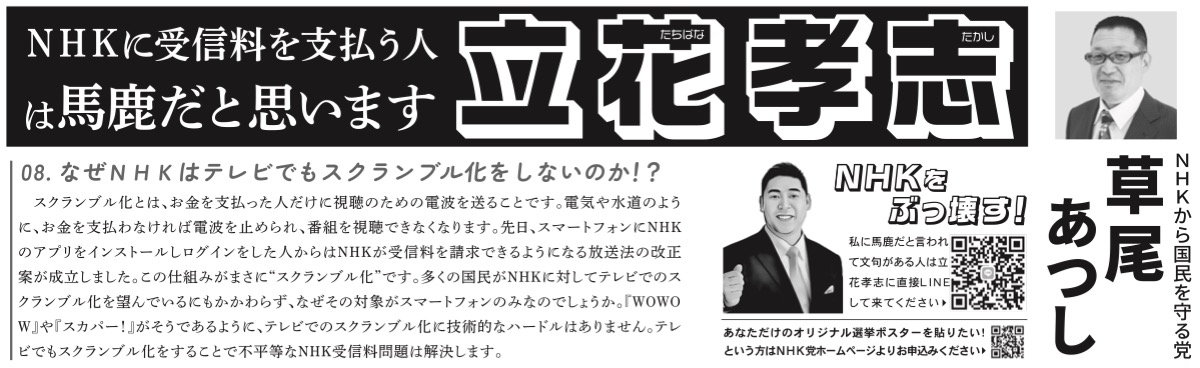 NHKに受信料を支払う人
は馬鹿だと思います
立花孝志
たちばな
たかし
08. なぜNHKはテレビでもスクランブル化をしないのか!?
スクランブル化とは、お金を支払った人だけに視聴のための電波を送ることです。電気や水道のよう
に、お金を支払わなければ電波を止められ、番組を視聴できなくなります。先日、スマートフォンにNHK
のアプリをインストールしログインをした人からはNHKが受信料を請求できるようになる放送法の改正
案が成立しました。この仕組みがまさに“スクランブル化”です。多くの国民がNHKに対してテレビでのス
クランブル化を望んでいるにもかかわらず、なぜその対象がスマートフォンのみなのでしょうか。『WOWO
W』や『スカパー!』がそうであるように、テレビでのスクランブル化に技術的なハードルはありません。テレ
ビでもスクランブル化をすることで不平等なNHK受信料問題は解決します。
NHKを
ぶっ壊す!
私に馬鹿だと言われ
て文句がある人は立
花孝志に直接LINE
して来てください▶
あなただけのオリジナル選挙ポスターを貼りたい!
という方はNHK党ホームページよりお申込みください▶
NHKから国民を守る党
草尾
あつし